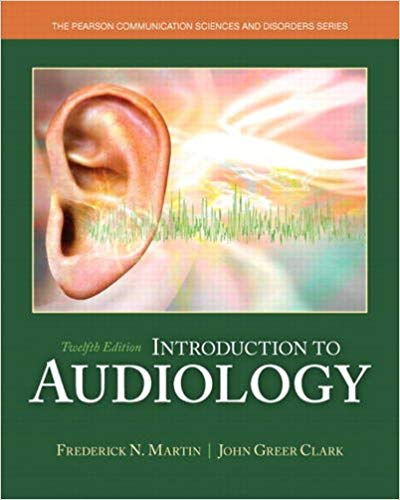 THE PEARSON COMMUNICATION SCIENCES AND DISORDERS SERIES
Twelfth Edition INTRODUCTION TO
AUDIOLOGY
FREDERICK N. MARTIN | JOHN GREER CLARK